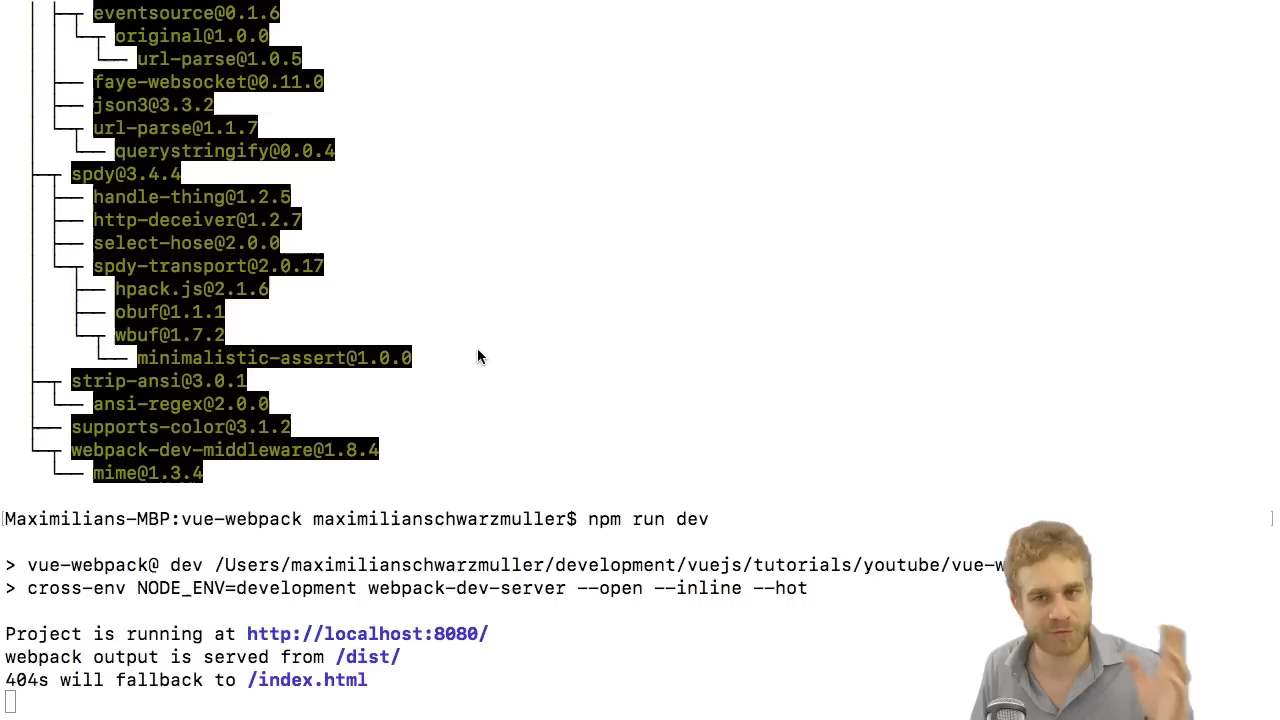 eventsource@0.1.6
original@1.0.0
url-parse@1.0.5
faye-websocket@0.11.0
json3@3.3.2
url-parse@1.1.7
querystringify@0.0.4
spdy@3.4.4
handle-thing@1.2.5
http-deceiver@1.2.7
select-hose@2.0.0
spdy-transport@2.0.17
hpack.js@2.1.6
obuf@1.1.1
wbuf@1.7.2
minimalistic-assert@1.0.0
strip-ansi@3.0.1
ansi-regex@2.0.0
supports-color@3.1.2
webpack-dev-middleware@1.8.4
mime@1.3.4
Maximilians-MBP:vue-webpack maximilianschwarzmuller$ npm run dev
> vue-webpack@ dev /Users/maximilianschwarzmuller/development/vuejs/tutorials/youtube/vue-w
> cross-env NODE_ENV=development webpack-dev-server --open --inline --hot
Project is running at http://localhost:8080/
webpack output is served from /dist/
404s will fallback to /index.html